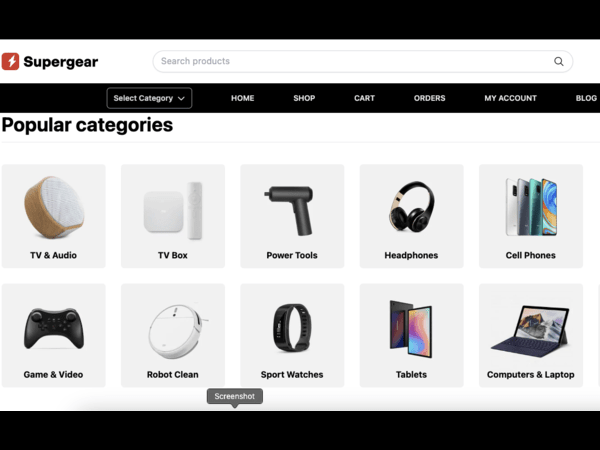 Supergear
Search products
Select Category
HOME
SHOP
CART
ORDERS
MY ACCOUNT
BLOG
Popular categories
TV & Audio
TV Box
Power Tools
Headphones
Cell Phones
Game & Video
Robot Clean
Sport Watches
Tablets
Computers & Laptop
Screenshot